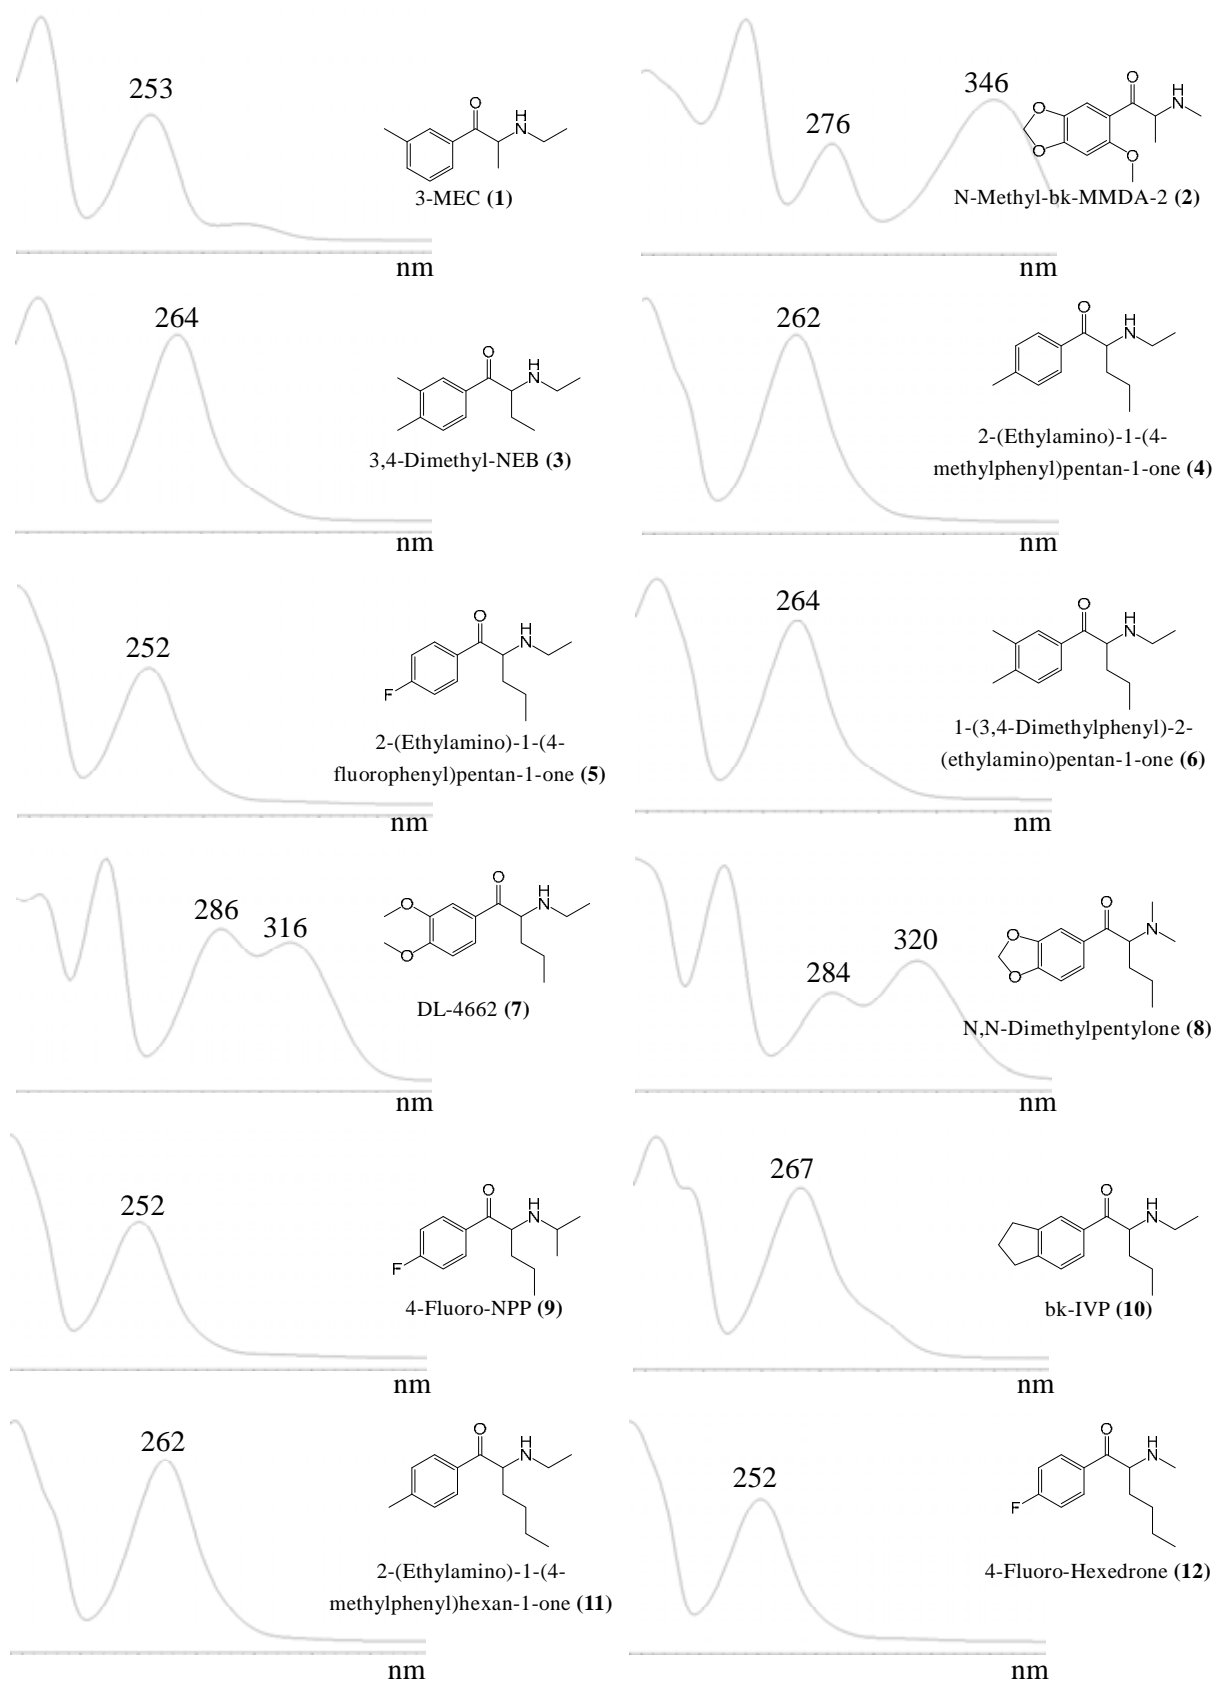 253
O
H
N
3-MEC (1)
nm
276
346
O
H
N
O
O
O
N-Methyl-bk-MMDA-2 (2)
nm
264
O
H
N
3,4-Dimethyl-NEB (3)
nm
262
O
H
N
2-(Ethylamino)-1-(4-
methylphenyl)pentan-1-one (4)
nm
252
O
H
N
F
2-(Ethylamino)-1-(4-
fluorophenyl)pentan-1-one (5)
nm
264
O
H
N
1-(3,4-Dimethylphenyl)-2-
(ethylamino)pentan-1-one (6)
nm
286
316
O
H
N
O
O
DL-4662 (7)
nm
284
320
O
N
O
O
N,N-Dimethylpentylone (8)
nm
252
O
H
N
F
4-Fluoro-NPP (9)
nm
267
O
H
N
bk-IVP (10)
nm
262
O
H
N
2-(Ethylamino)-1-(4-
methylphenyl)hexan-1-one (11)
nm
252
O
H
N
F
4-Fluoro-Hexedrone (12)
nm